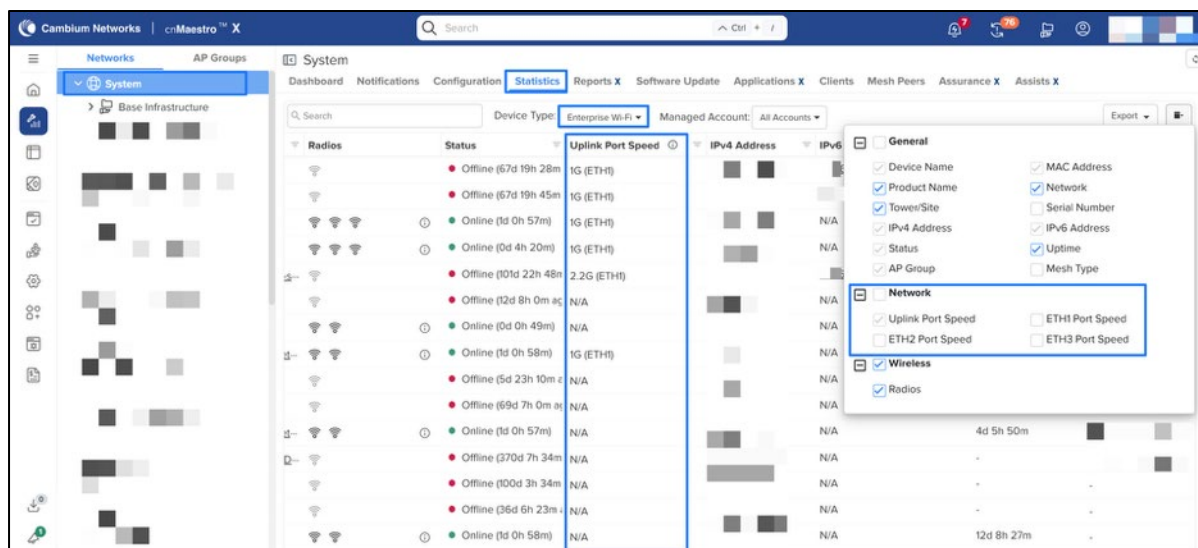 Cambium Networks | cnMaestro™ X
Search
Ctrl + /
7
76
Networks AP Groups
System
Base Infrastructure
System
Dashboard Notifications Configuration Statistics Reports X Software Update Applications X Clients Mesh Peers Assurance X Assists X
Search Device Type: Enterprise Wi-Fi Managed Account: All Accounts Export
Radios Status Uplink Port Speed IPv4 Address IPv6
Offline (67d 19h 28m 1G (ETH1)
Offline (67d 19h 45m 1G (ETH1)
Online (1d 0h 57m) 1G (ETH1) N/A
Online (0d 4h 20m) 1G (ETH1) N/A
Offline (101d 22h 48m 2.2G (ETH1)
Offline (12d 8h 0m ag N/A N/A
Online (0d 0h 49m) N/A N/A
Online (1d 0h 58m) 1G (ETH1) N/A
Offline (5d 23h 10m a N/A N/A
Offline (69d 7h 0m ag N/A N/A
Online (1d 0h 57m) N/A N/A 4d 5h 50m
Offline (370d 7h 34m N/A N/A - -
Offline (100d 3h 34m N/A N/A - -
Offline (36d 6h 23m N/A N/A - -
Online (1d 0h 58m) N/A N/A 12d 8h 27m
General
Device Name MAC Address
Product Name Network
Tower/Site Serial Number
IPv4 Address IPv6 Address
Status Uptime
AP Group Mesh Type
Network
Uplink Port Speed ETH1 Port Speed
ETH2 Port Speed ETH3 Port Speed
Wireless
Radios
0
1